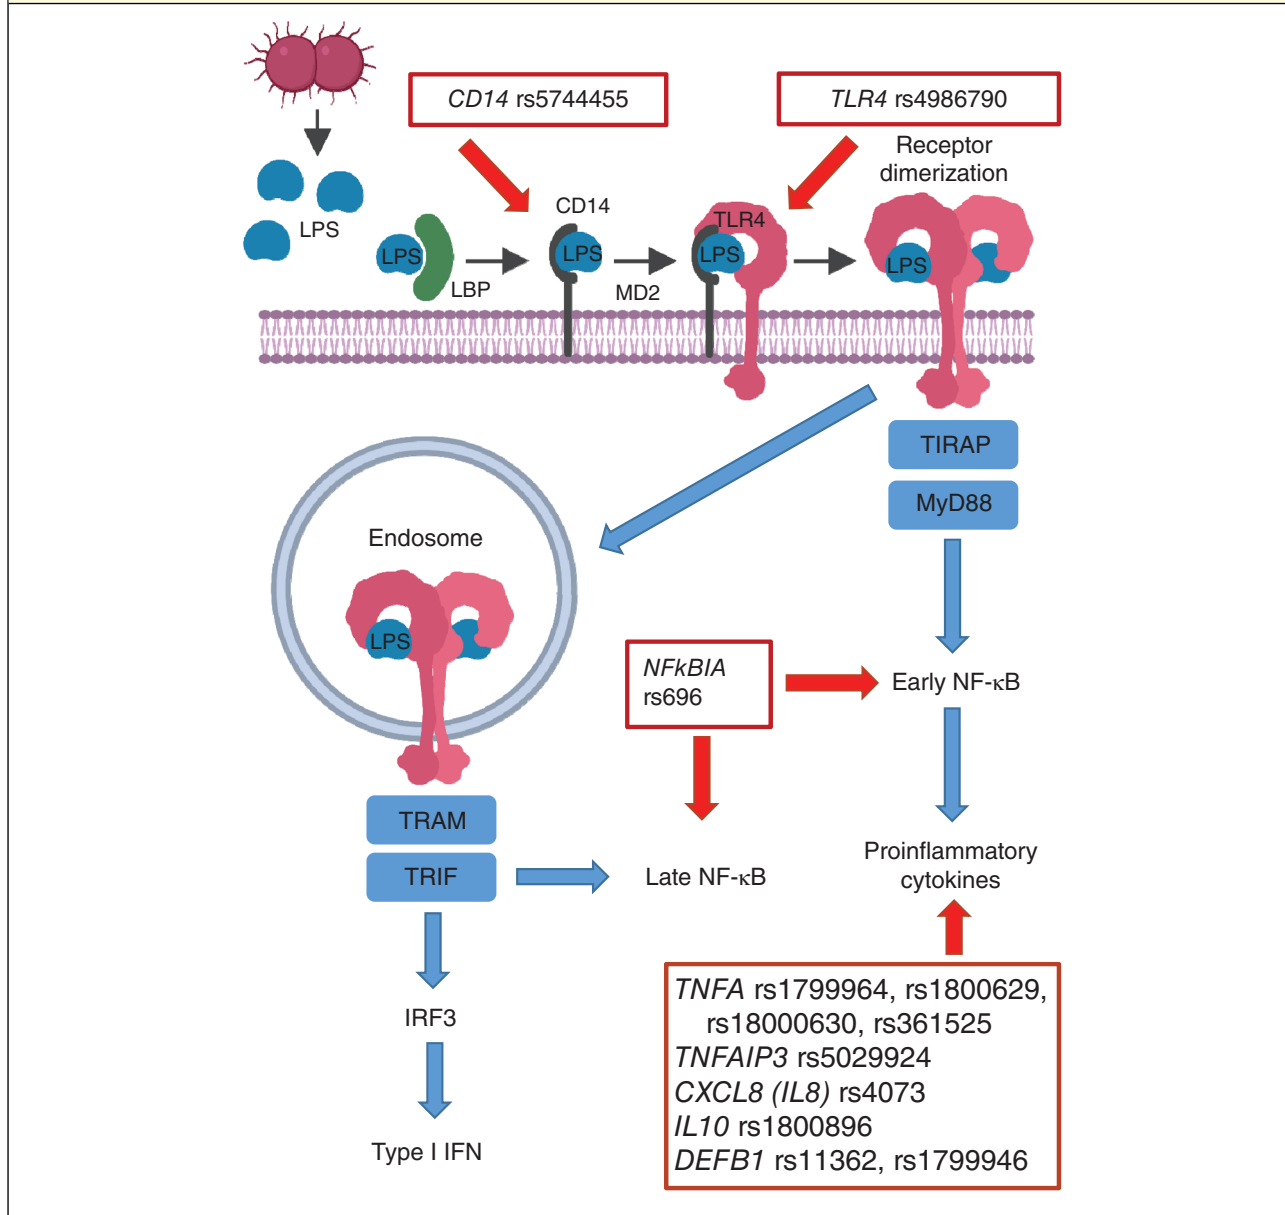 CD14 rs5744455
TLR4 rs4986790
Receptor
dimerization
LPS
LPS
LBP
CD14
LPS
MD2
TLR4
LPS
LPS
TIRAP
MyD88
Endosome
LPS
NFkBIA
rs696
Early NF-κB
TRAM
TRIF
Late NF-κB
Proinflammatory
cytokines
IRF3
Type I IFN
TNFA rs1799964, rs1800629,
rs18000630, rs361525
TNFAIP3 rs5029924
CXCL8 (IL8) rs4073
IL10 rs1800896
DEFB1 rs11362, rs1799946